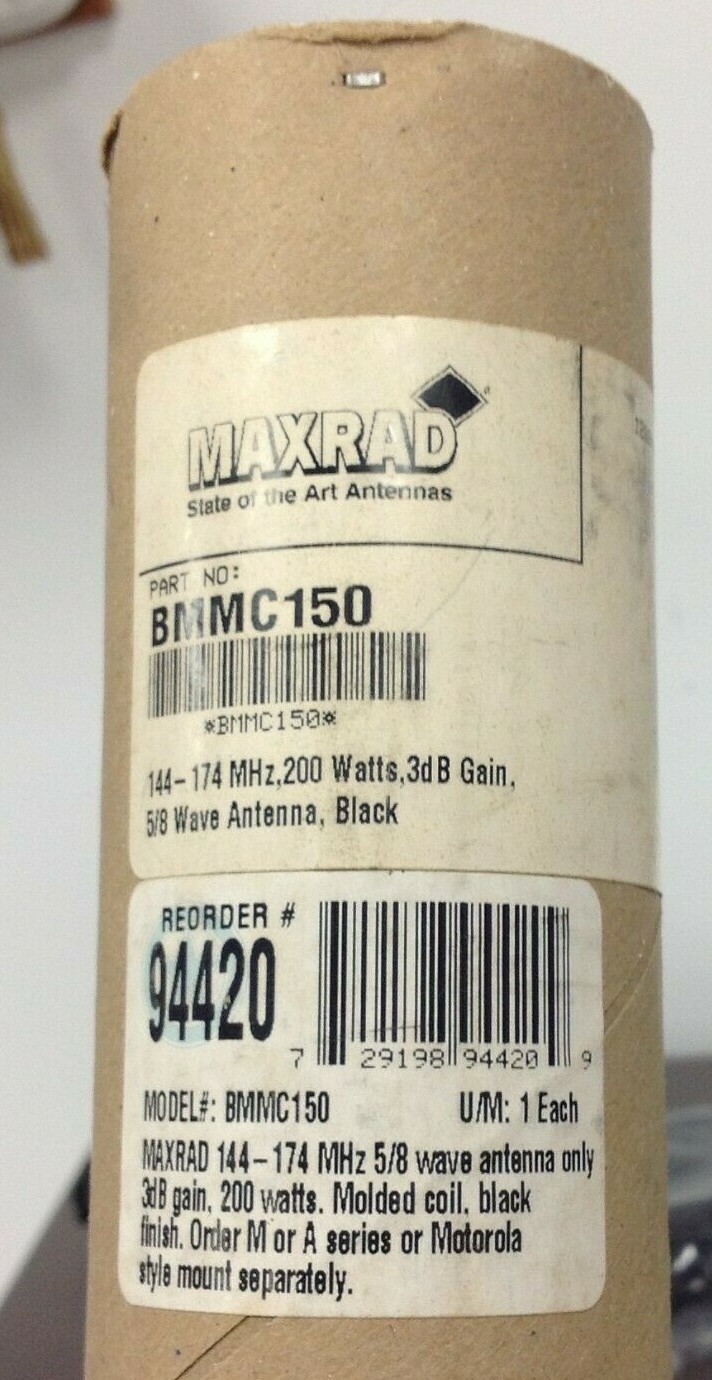 MAXRAD
State of the Art Antennas
PART NO:
BMMC150
*BMMC150*
144-174 MHz,200 Watts,3dB Gain,
5/8 Wave Antenna, Black
REORDER #
94420
7 29198 94420 9
MODEL#: BMMC150 U/M: 1 Each
MAXRAD 144-174 MHz 5/8 wave antenna only
3dB gain, 200 watts. Molded coil, black
finish. Order M or A series or Motorola
style mount separately.